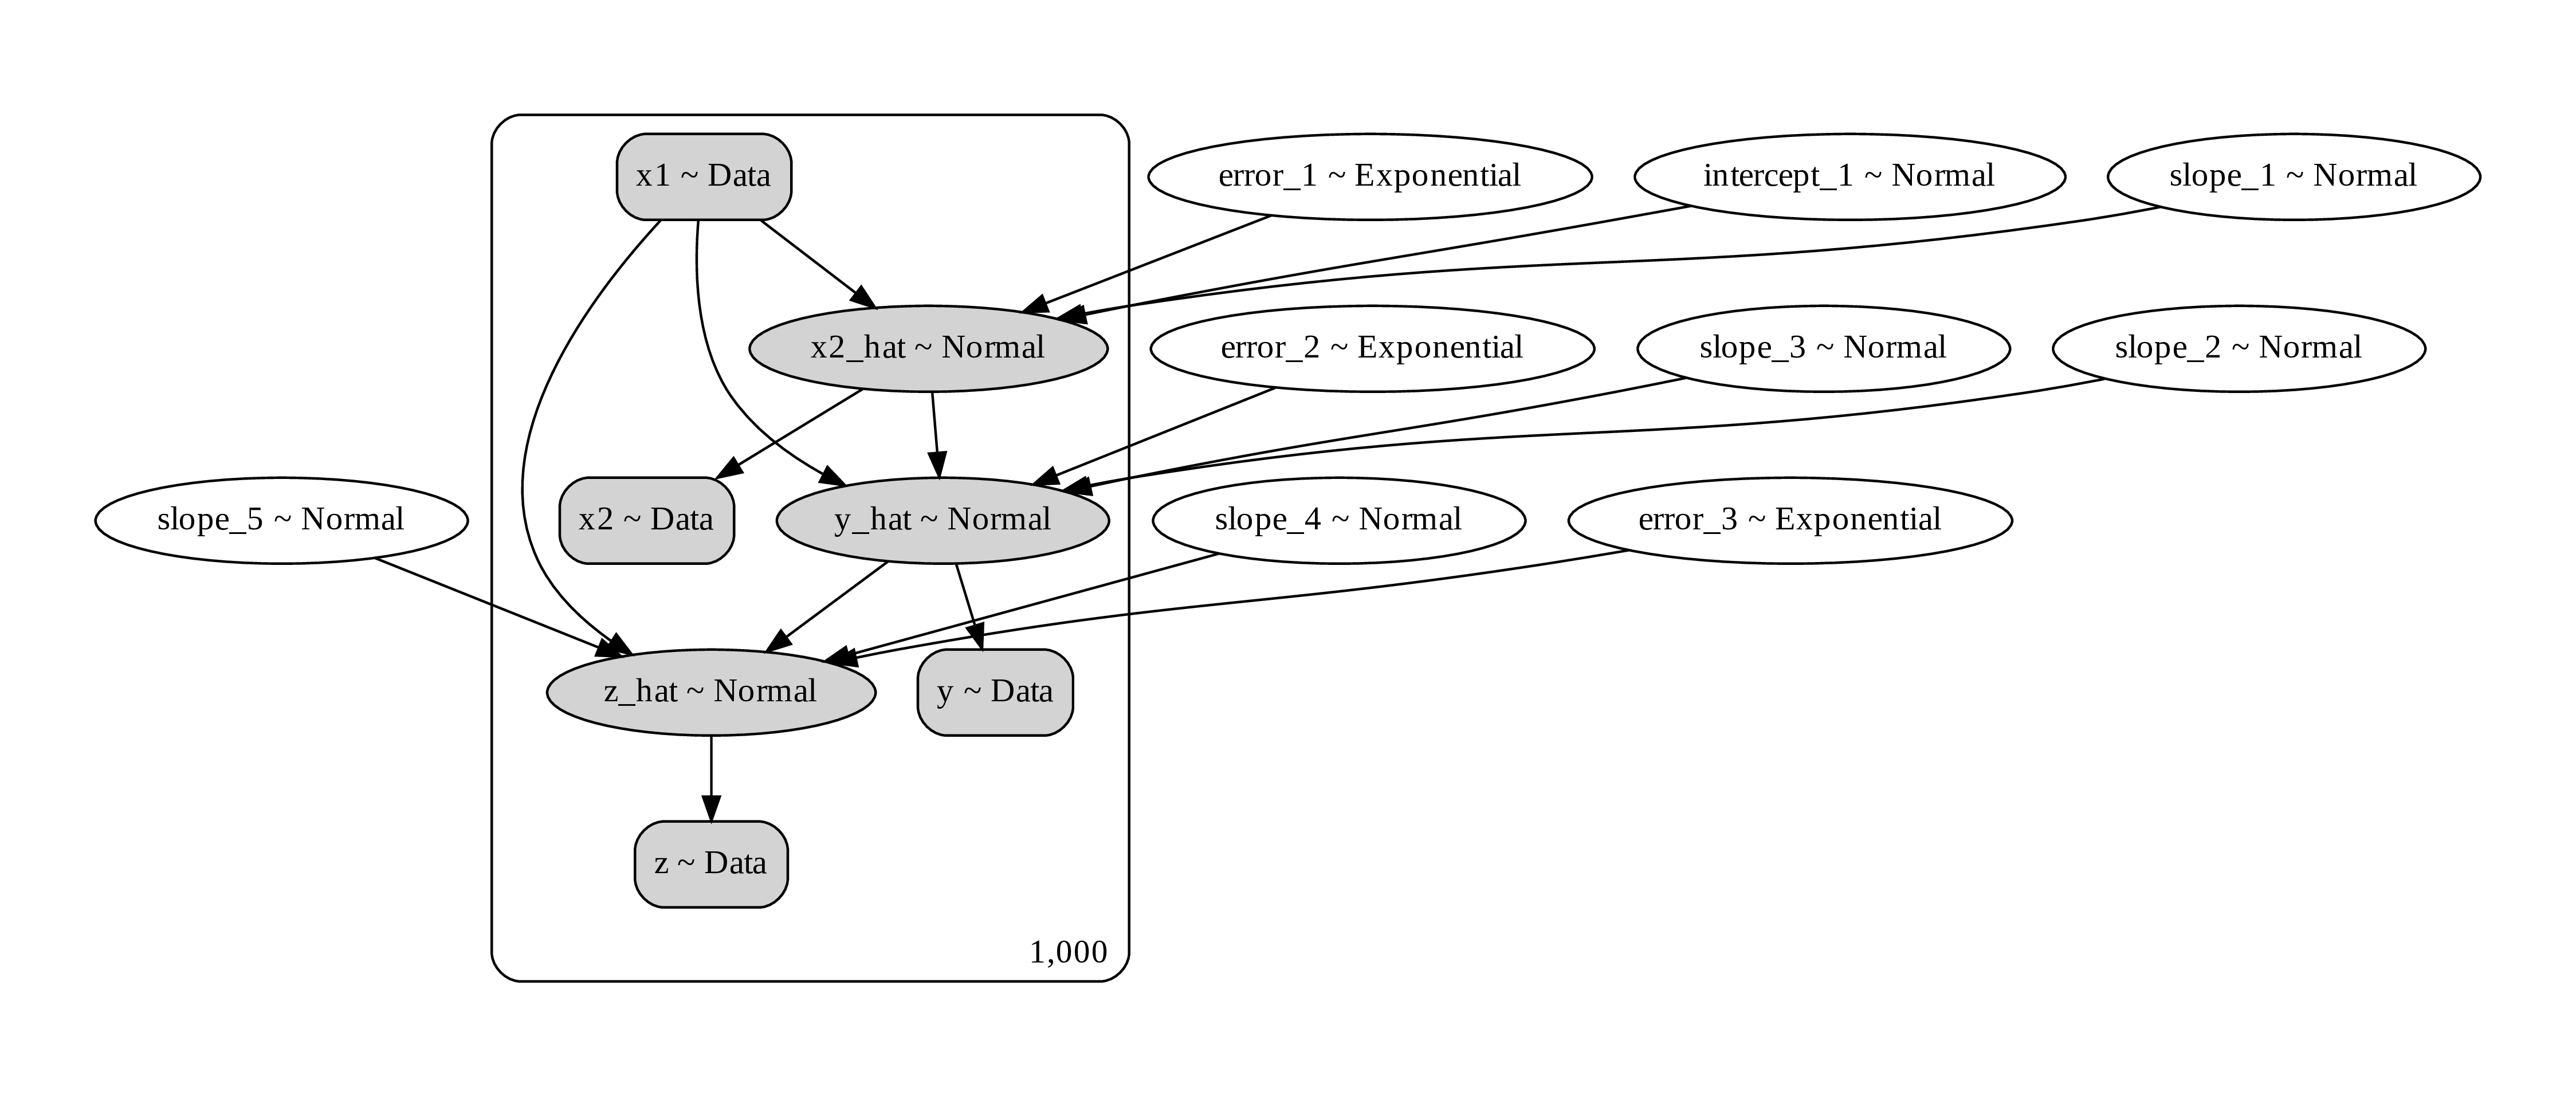 x1 ~ Data
error_1 ~ Exponential
intercept_1 ~ Normal
slope_1 ~ Normal
x2_hat ~ Normal
error_2 ~ Exponential
slope_3 ~ Normal
slope_2 ~ Normal
slope_5 ~ Normal
x2 ~ Data
y_hat ~ Normal
slope_4 ~ Normal
error_3 ~ Exponential
z_hat ~ Normal
y ~ Data
z ~ Data
1,000